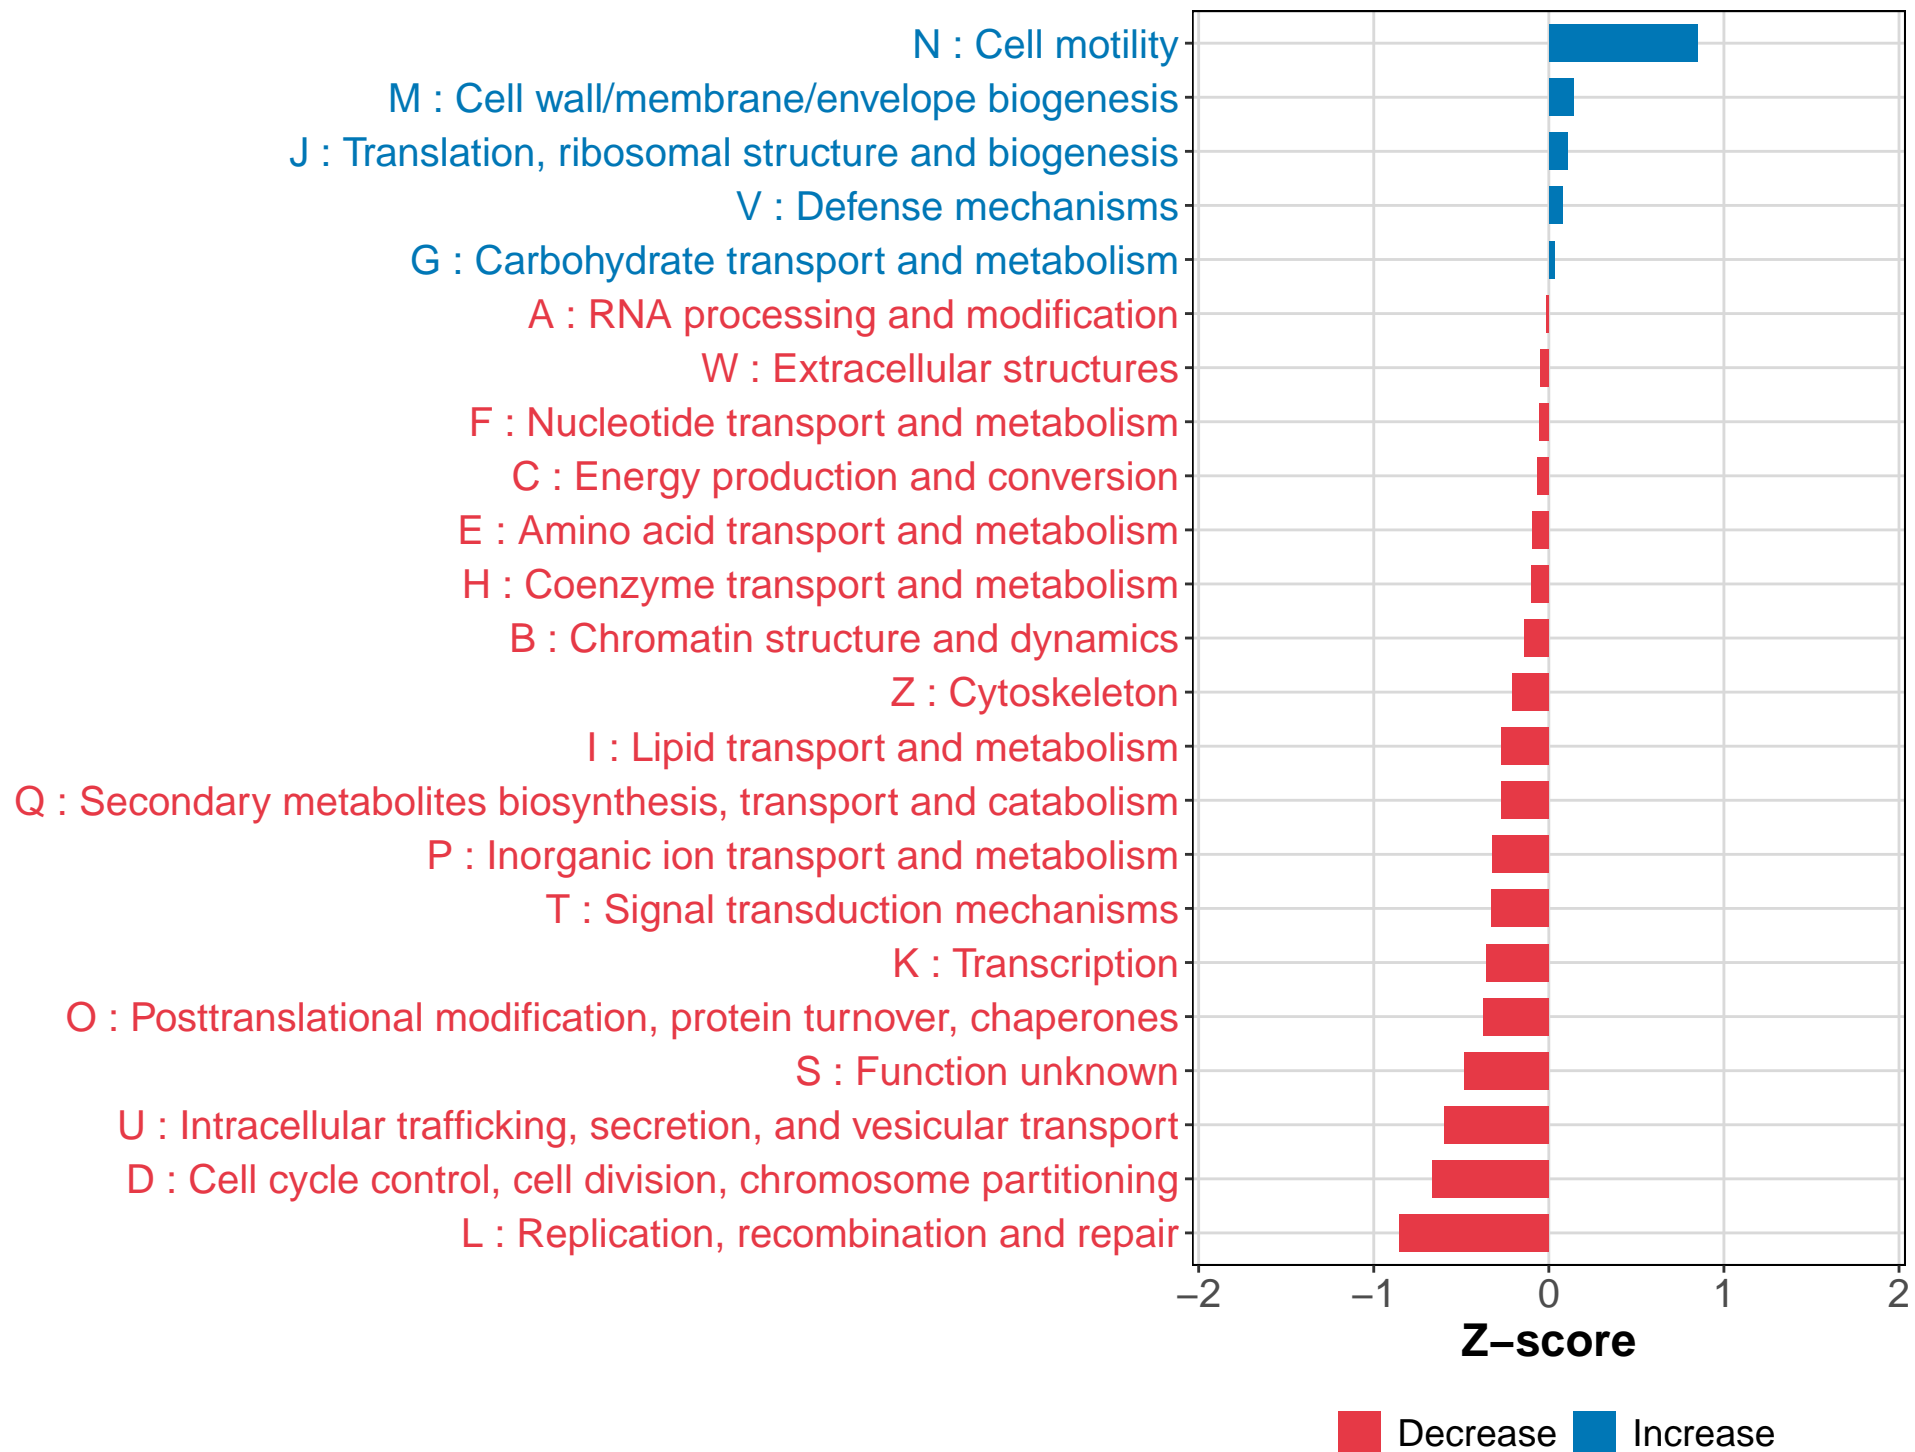 N : Cell motility
M : Cell wall/membrane/envelope biogenesis
J : Translation, ribosomal structure and biogenesis
V : Defense mechanisms
G : Carbohydrate transport and metabolism
A : RNA processing and modification
W : Extracellular structures
F : Nucleotide transport and metabolism
C : Energy production and conversion
E : Amino acid transport and metabolism
H : Coenzyme transport and metabolism
B : Chromatin structure and dynamics
Z : Cytoskeleton
I : Lipid transport and metabolism
Q : Secondary metabolites biosynthesis, transport and catabolism
P : Inorganic ion transport and metabolism
T : Signal transduction mechanisms
K : Transcription
O : Posttranslational modification, protein turnover, chaperones
S : Function unknown
U : Intracellular trafficking, secretion, and vesicular transport
D : Cell cycle control, cell division, chromosome partitioning
L : Replication, recombination and repair
−2 −1 0 1 2
Z−score
Decrease Increase